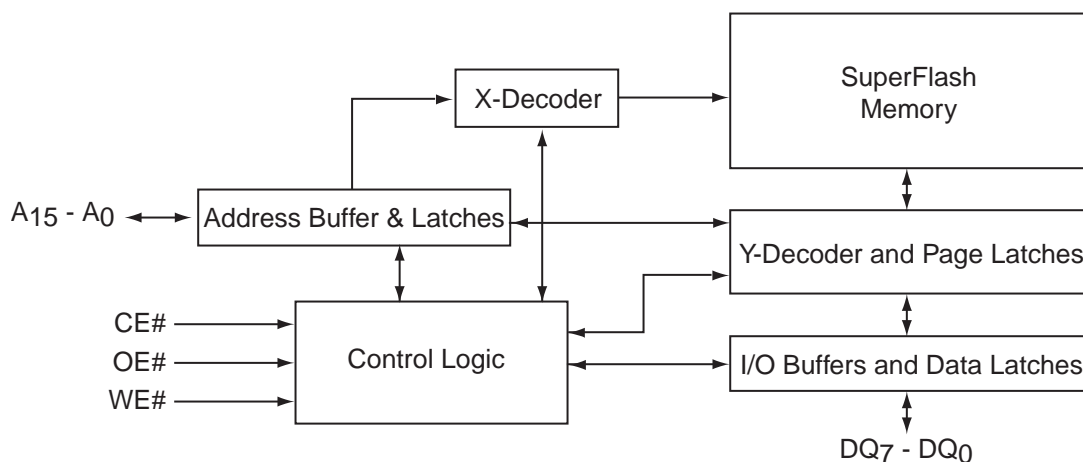 SuperFlash
Memory
X-Decoder
A15 - A0
Address Buffer & Latches
Y-Decoder and Page Latches
CE#
OE#
WE#
Control Logic
I/O Buffers and Data Latches
DQ7 - DQ0